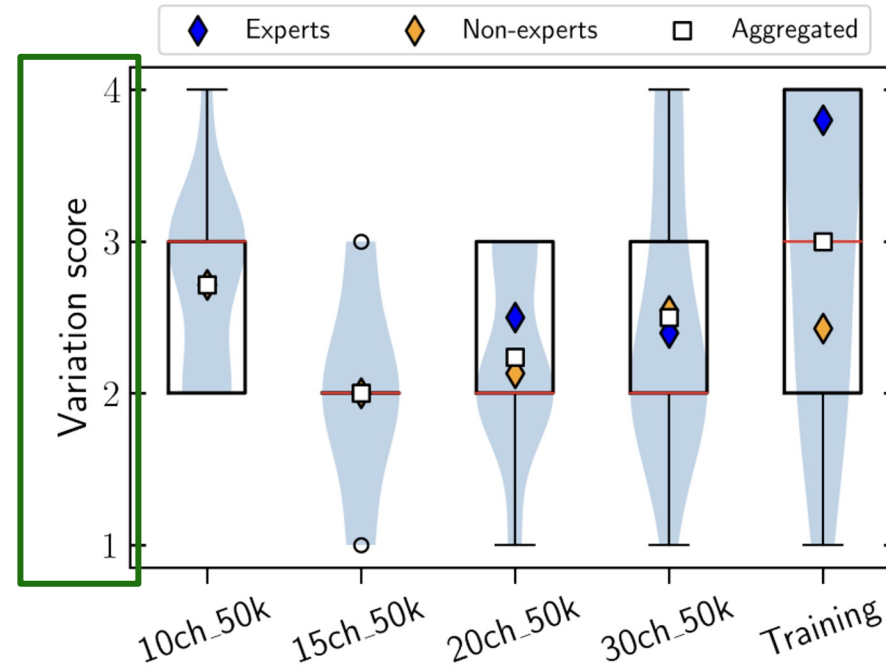 Experts Non-experts Aggregated
Variation score
4
3
2
1
10ch_50k 15ch_50k 20ch_50k 30ch_50k Training